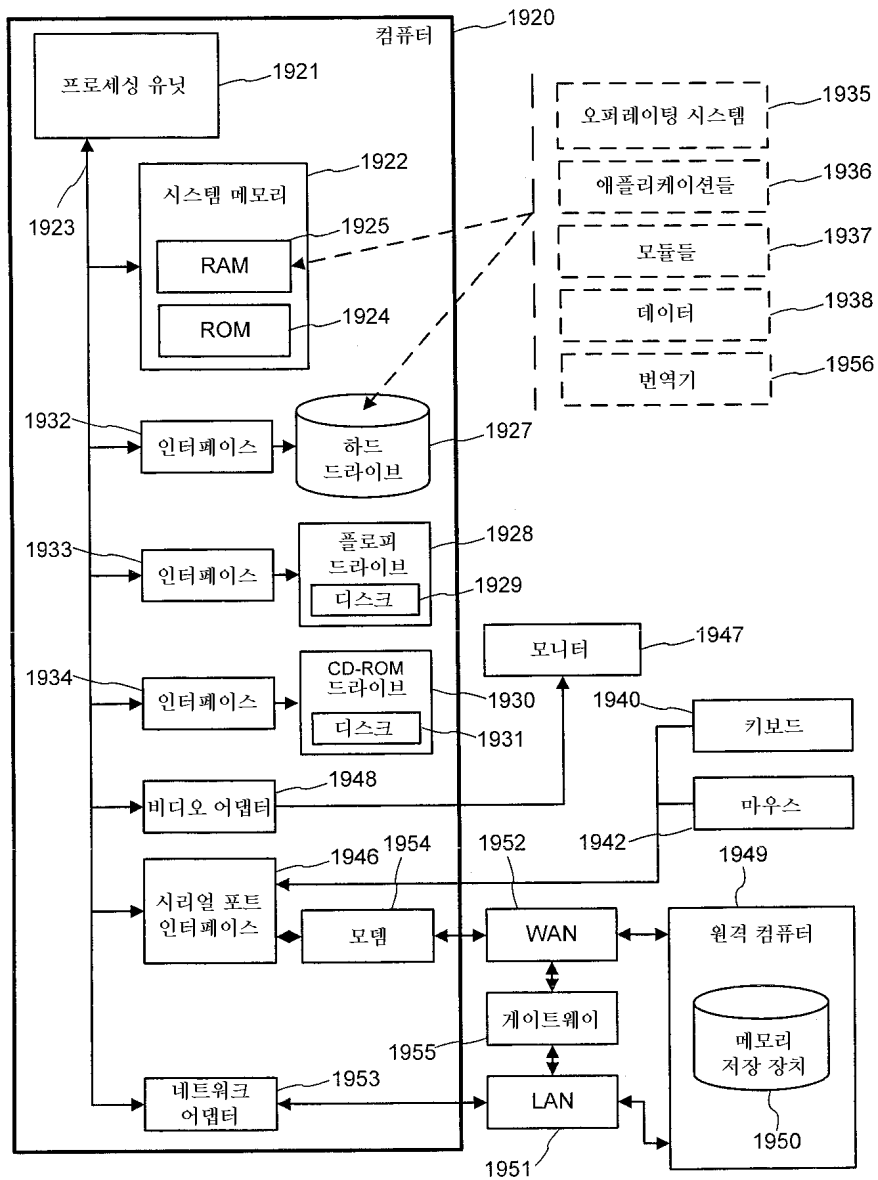 컴퓨터
1920
프로세싱 유닛
1921
1923
시스템 메모리
1922
RAM
1925
ROM
1924
오퍼레이팅 시스템
1935
애플리케이션들
1936
모듈들
1937
데이터
1938
번역기
1956
1932
인터페이스
하드
드라이브
1927
1933
인터페이스
플로피
드라이브
1928
디스크
1929
1934
인터페이스
CD-ROM
드라이브
1930
디스크
1931
모니터
1947
1940
키보드
마우스
1942
비디오 어댑터
1948
시리얼 포트
인터페이스
1946
모뎀
1954
WAN
1952
1949
원격 컴퓨터
메모리
저장 장치
1950
게이트웨이
1955
네트워크
어댑터
1953
LAN
1951